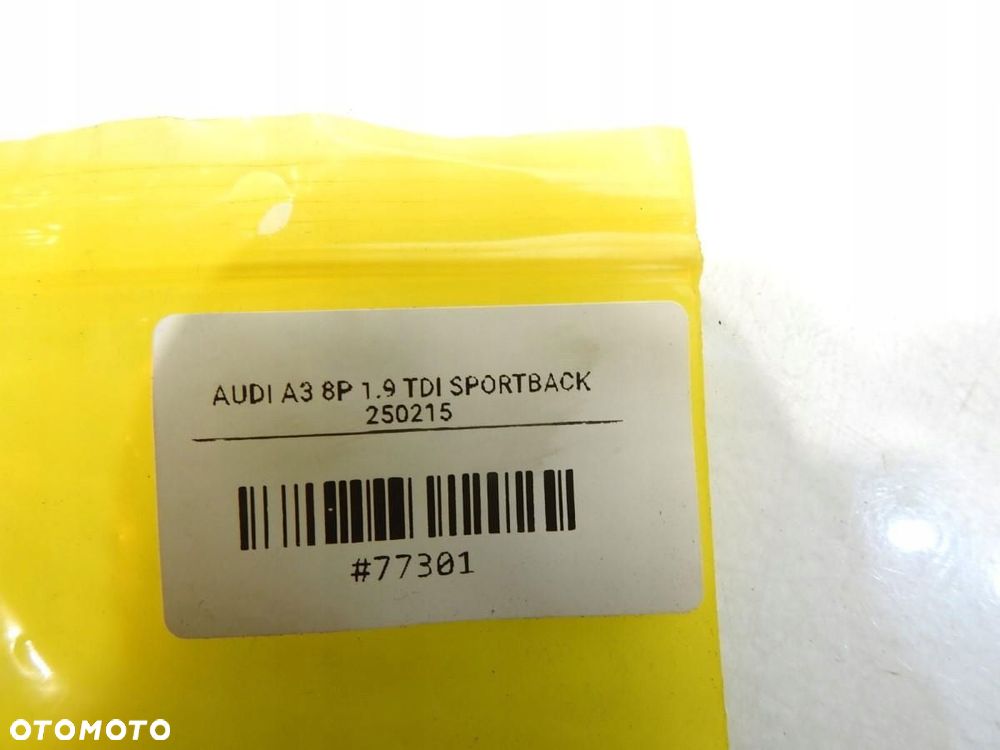 AUDI A3 8P 1.9 TDI SPORTBACK
250215
#77301
OTOMOTO